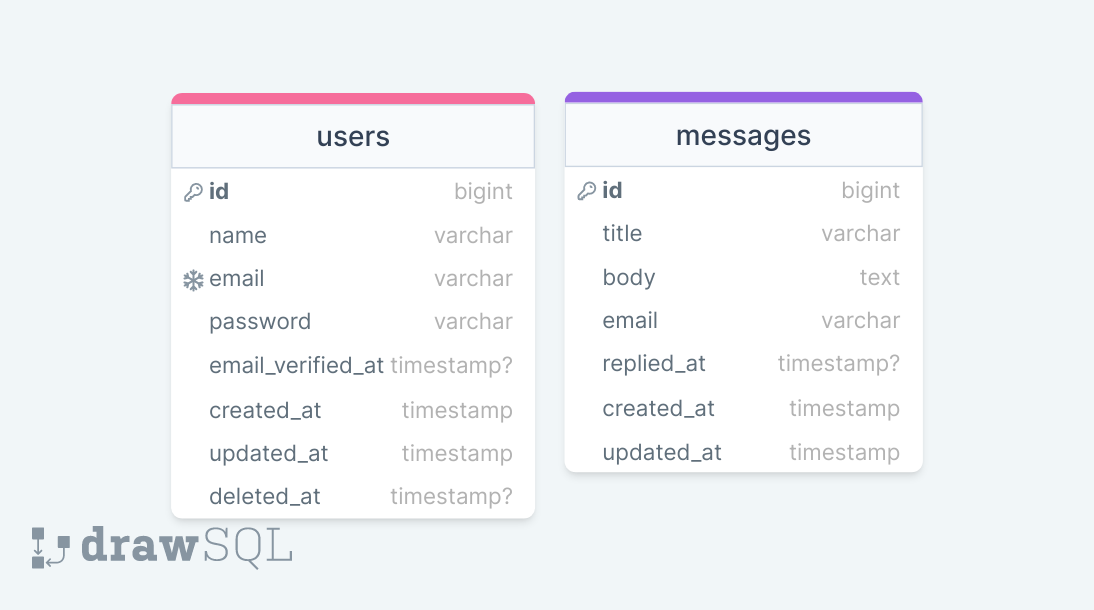 users
id bigint
name varchar
email varchar
password varchar
email_verified_at timestamp?
created_at timestamp
updated_at timestamp
deleted_at timestamp?
messages
id bigint
title varchar
body text
email varchar
replied_at timestamp?
created_at timestamp
updated_at timestamp
drawSQL